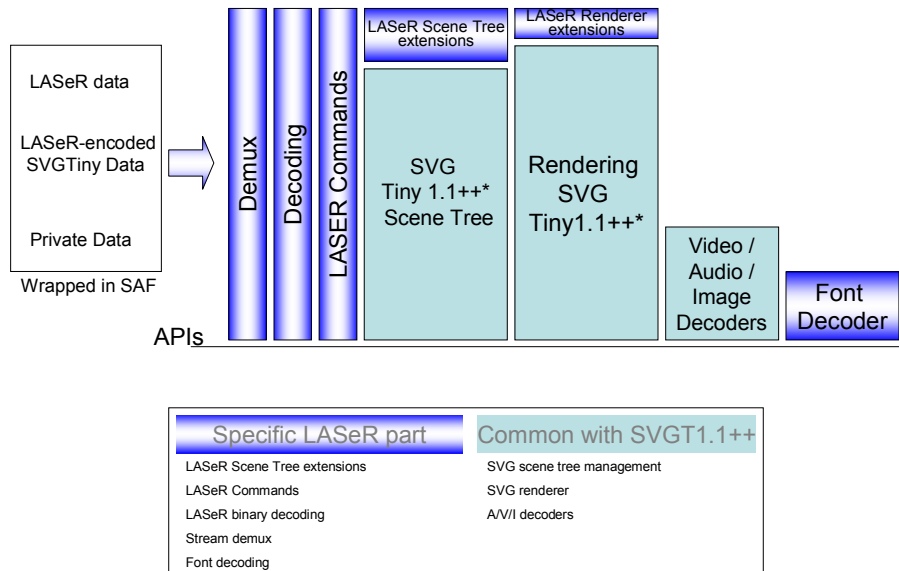 LASeR Scene Tree
extensions
LASeR Renderer
extensions
LASeR data
LASeR-encoded
SVGTiny Data
Private Data
Wrapped in SAF
Demux
Decoding
LASER Commands
SVG
Tiny 1.1++*
Scene Tree
Rendering
SVG
Tiny1.1++*
Video /
Audio /
Image
Decoders
Font
Decoder
APIs
Specific LASeR part
LASeR Scene Tree extensions
LASeR Commands
LASeR binary decoding
Stream demux
Font decoding
Common with SVGT1.1++
SVG scene tree management
SVG renderer
A/V/I decoders